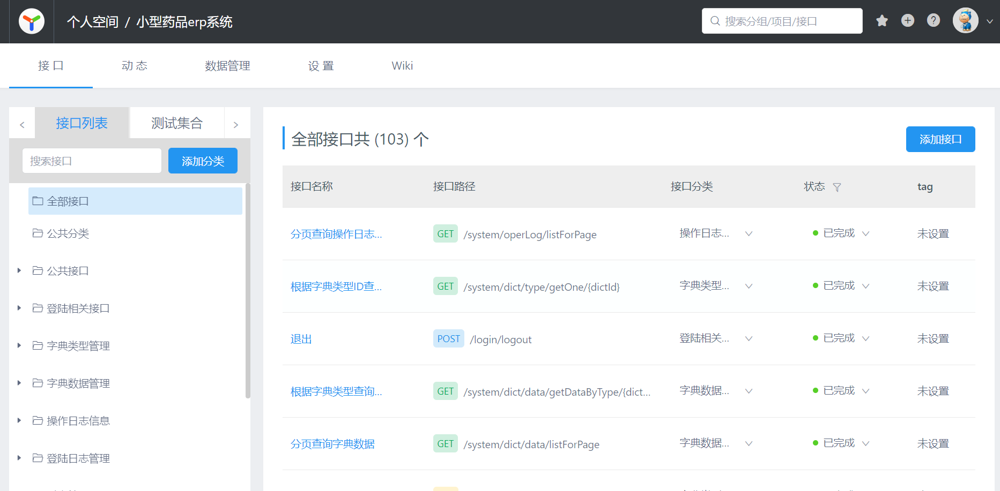 个人空间 / 小型药品erp系统
搜索分组/项目/接口
接 口 动 态 数据管理 设 置 Wiki
接口列表 测试集合
搜索接口 添加分类
全部接口
公共分类
公共接口
登陆相关接口
字典类型管理
字典数据管理
操作日志信息
登陆日志管理
全部接口共 (103) 个
添加接口
接口名称 接口路径 接口分类 状态 tag
分页查询操作日志... GET /system/operLog/listForPage 操作日志... 已完成 未设置
根据字典类型ID查... GET /system/dict/type/getOne/{dictId} 字典类型... 已完成 未设置
退出 POST /login/logout 登陆相关... 已完成 未设置
根据字典类型查询... GET /system/dict/data/getDataByType/{dict... 字典数据... 已完成 未设置
分页查询字典数据 GET /system/dict/data/listForPage 字典数据... 已完成 未设置